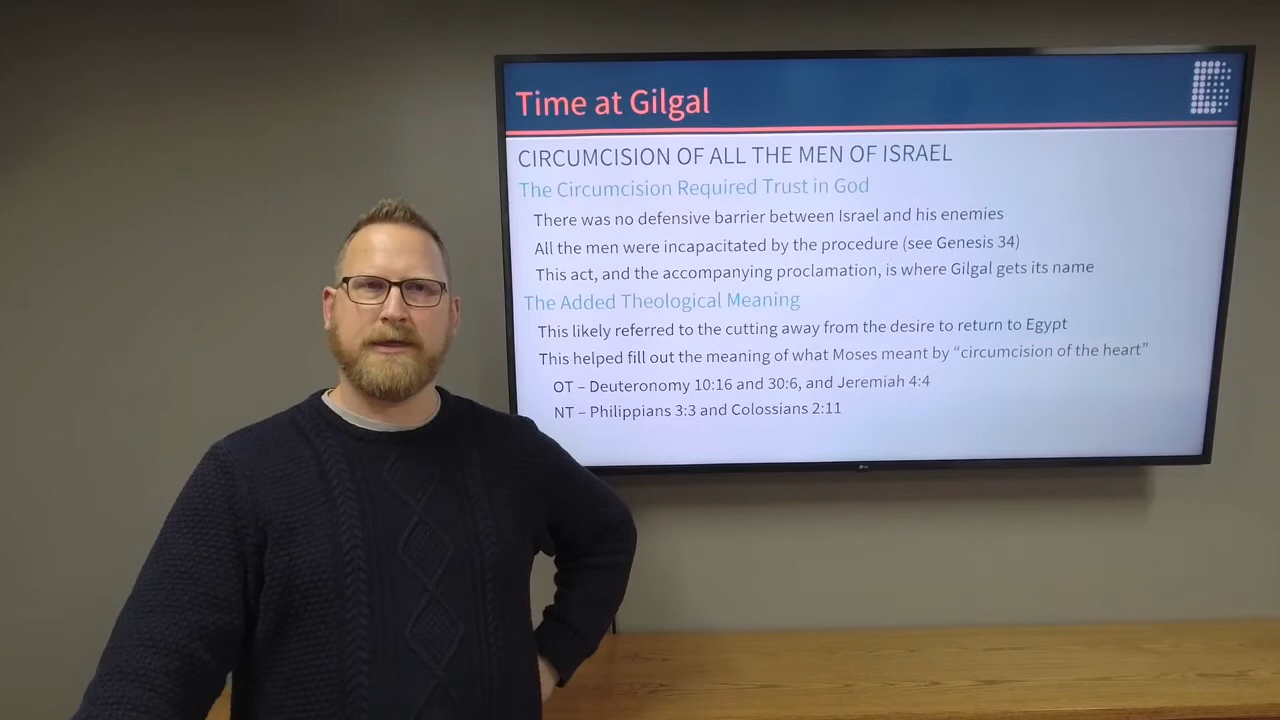 Time at Gilgal
CIRCUMCISION OF ALL THE MEN OF ISRAEL
The Circumcision Required Trust in God
There was no defensive barrier between Israel and his enemies
All the men were incapacitated by the procedure (see Genesis 34)
This act, and the accompanying proclamation, is where Gilgal gets its name
The Added Theological Meaning
This likely referred to the cutting away from the desire to return to Egypt
This helped fill out the meaning of what Moses meant by “circumcision of the heart”
OT – Deuteronomy 10:16 and 30:6, and Jeremiah 4:4
NT – Philippians 3:3 and Colossians 2:11
LG